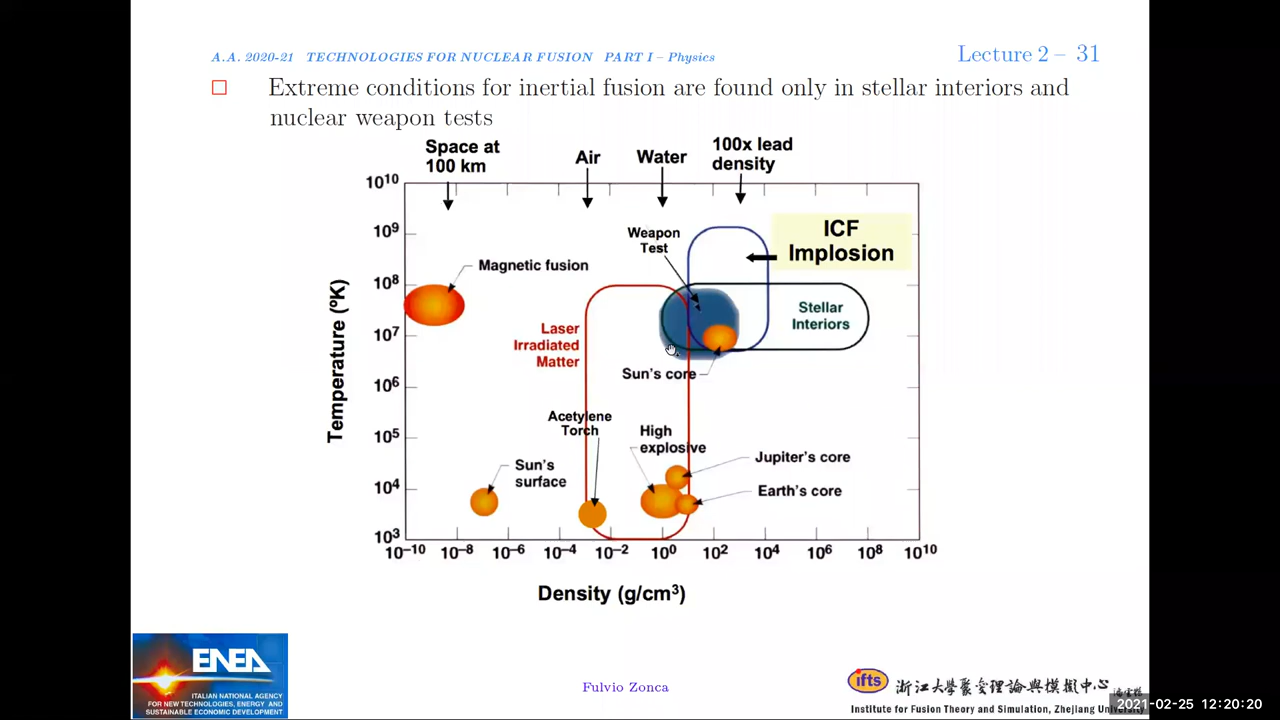 A.A. 2020-21 TECHNOLOGIES FOR NUCLEAR FUSION PART I – Physics
Lecture 2 – 31
Extreme conditions for inertial fusion are found only in stellar interiors and
nuclear weapon tests
Space at
100 km
Air
Water
100x lead
density
10¹⁰
10⁹
10⁸
10⁷
10⁶
10⁵
10⁴
10³
Temperature (ºK)
Magnetic fusion
Weapon
Test
ICF
Implosion
Laser
Irradiated
Matter
Stellar
Interiors
Sun's core
Acetylene
Torch
High
explosive
Jupiter's core
Sun's
surface
Earth's core
10⁻¹⁰ 10⁻⁸ 10⁻⁶ 10⁻⁴ 10⁻² 10⁰ 10² 10⁴ 10⁶ 10⁸ 10¹⁰
Density (g/cm³)
ENEA
ITALIAN NATIONAL AGENCY
FOR NEW TECHNOLOGIES, ENERGY AND
SUSTAINABLE ECONOMIC DEVELOPMENT
Fulvio Zonca
ifts
浙江大學聚变理論與模擬中心
Institute for Fusion Theory and Simulation, Zhejiang University
2021-02-25 12:20:20